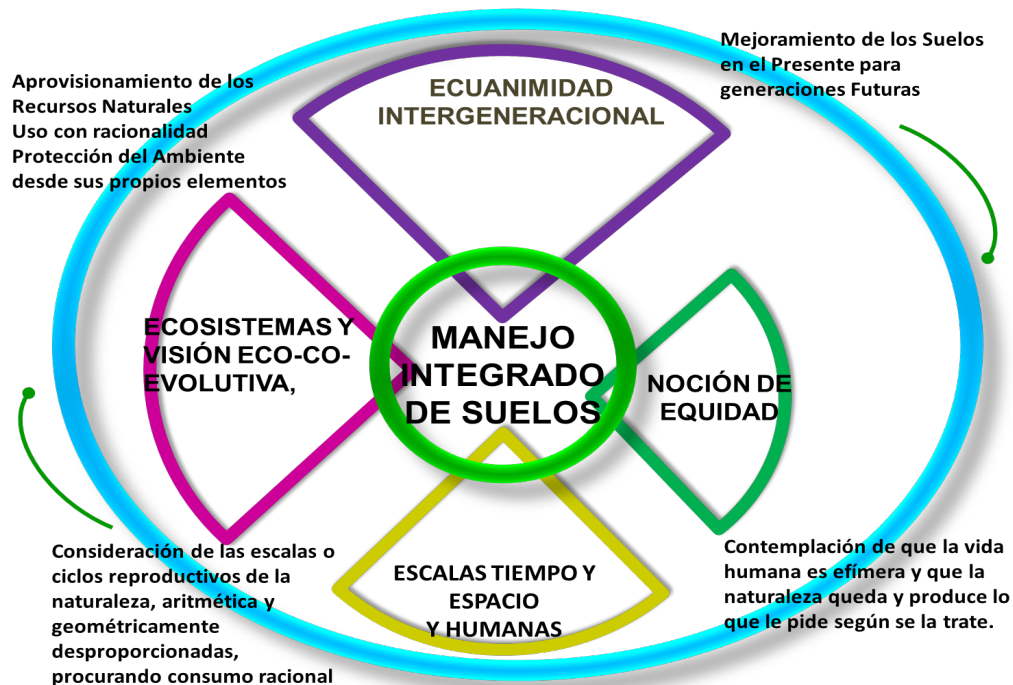 Aprovisionamiento de los
Recursos Naturales
Uso con racionalidad
Protección del Ambiente
desde sus propios elementos
ECUANIMIDAD
INTERGENERACIONAL
Mejoramiento de los Suelos
en el Presente para
generaciones Futuras
ECOSISTEMAS Y
VISIÓN ECO-CO-
EVOLUTIVA,
MANEJO
INTEGRADO
DE SUELOS
NOCIÓN DE
EQUIDAD
ESCALAS TIEMPO Y
ESPACIO
Y HUMANAS
Consideración de las escalas o
ciclos reproductivos de la
naturaleza, aritmética y
geométricamente
desproporcionadas,
procurando consumo racional
Contemplación de que la vida
humana es efímera y que la
naturaleza queda y produce lo
que le pide según se la trate.